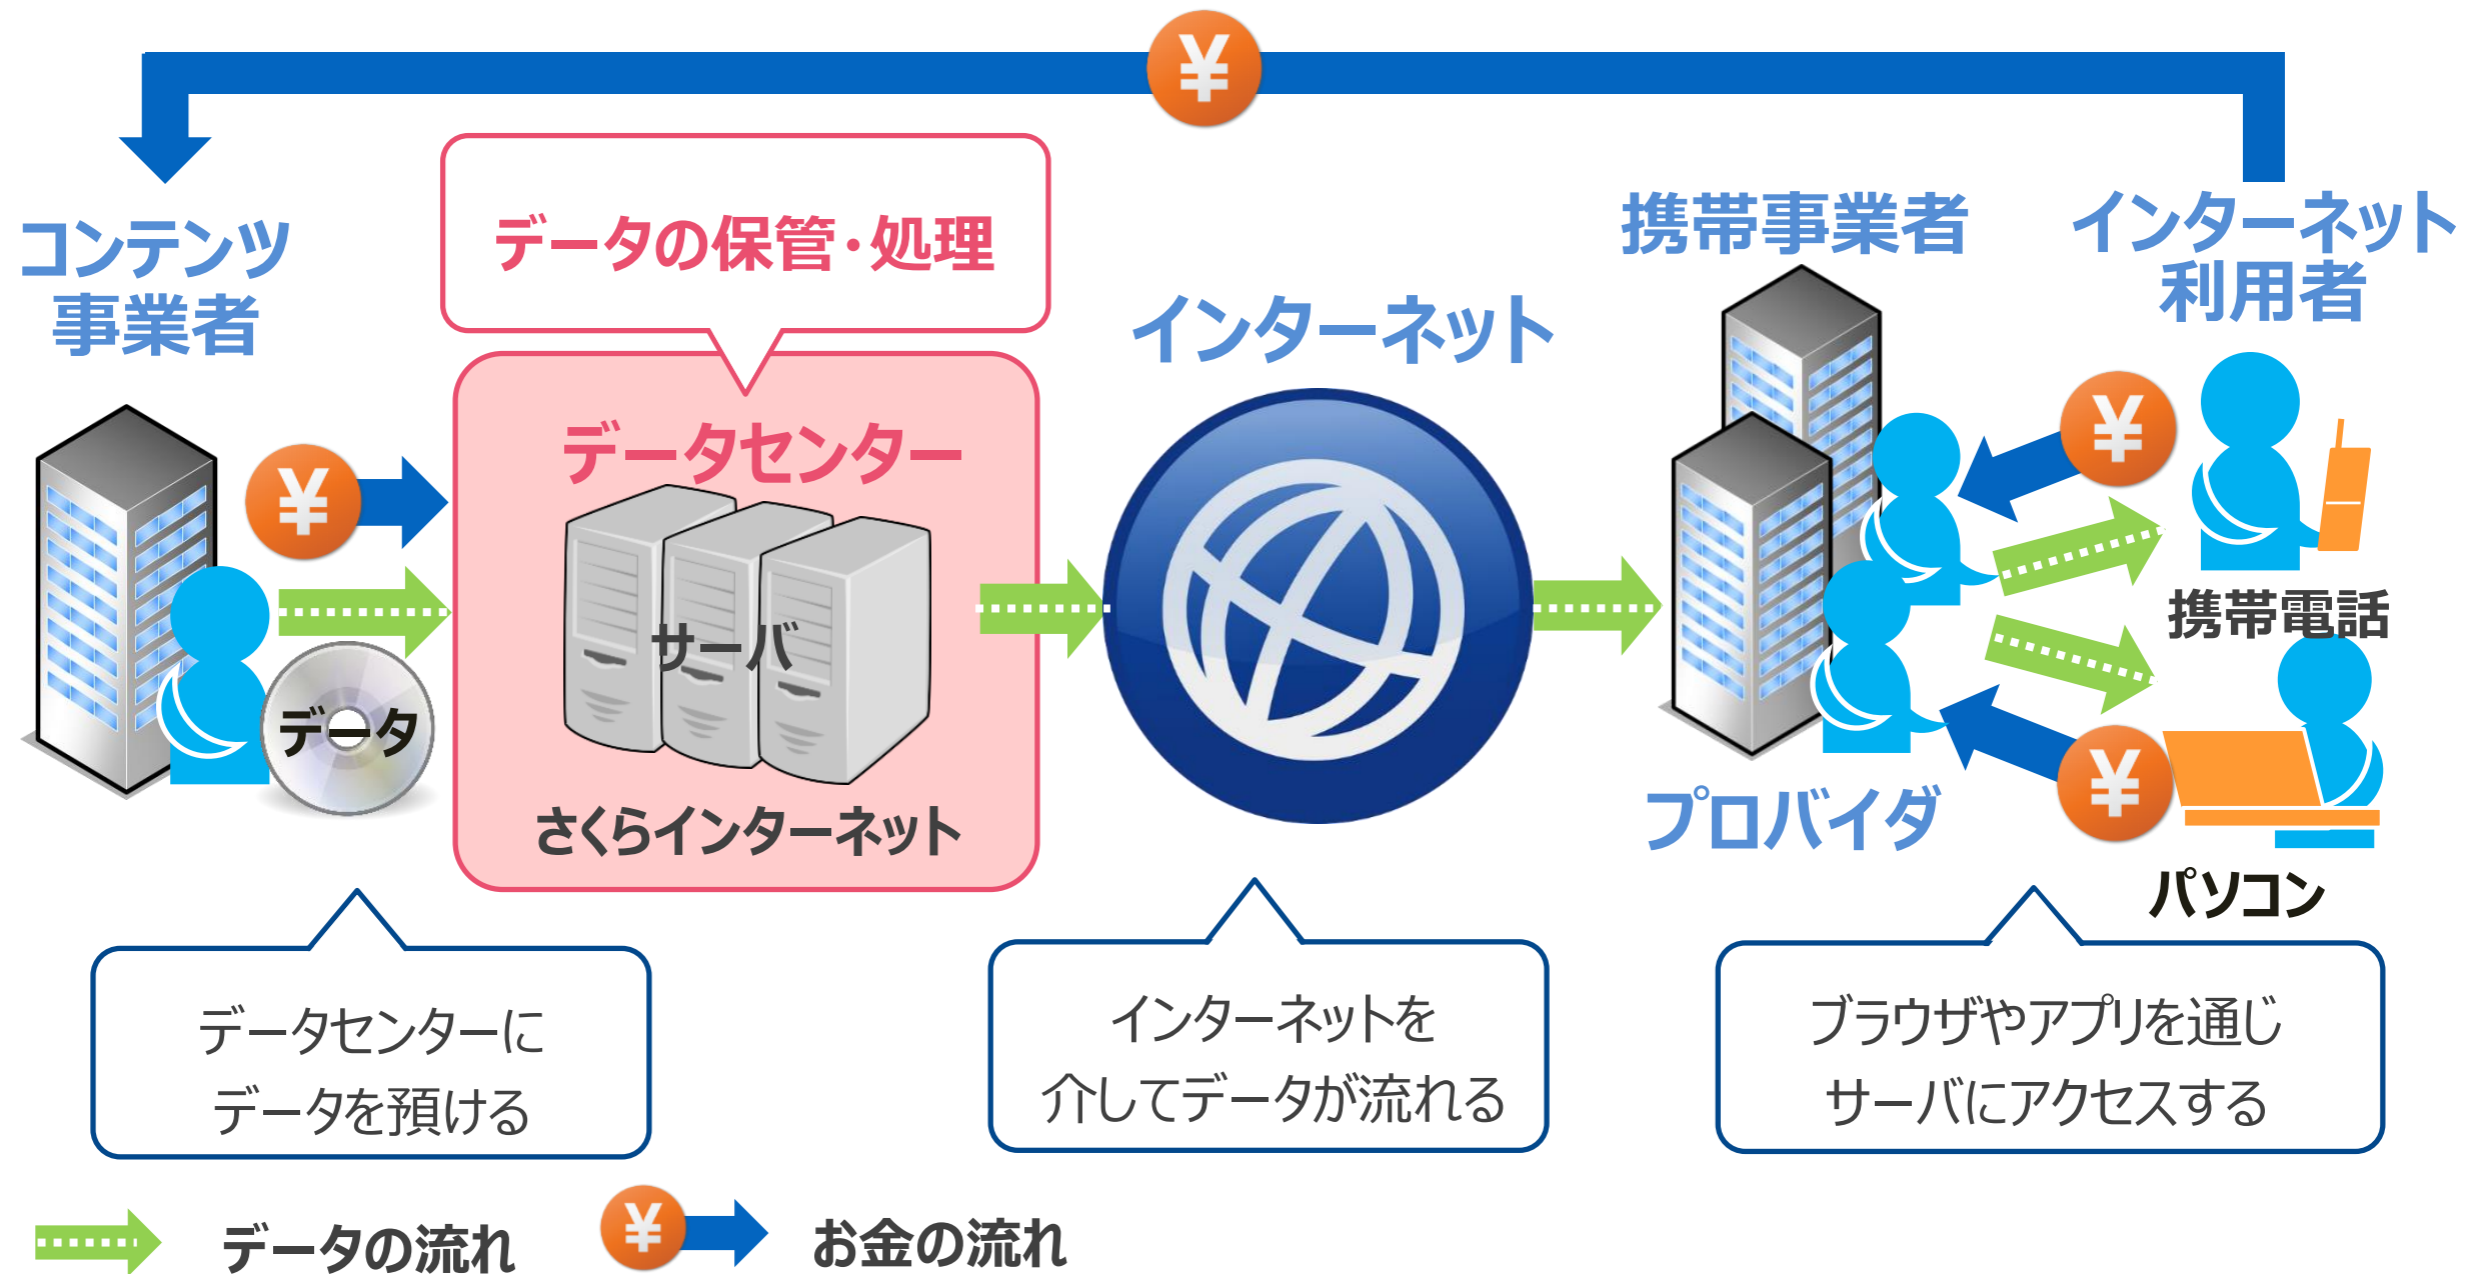 ¥
データの保管・処理
コンテンツ
事業者
携帯事業者
インターネット
利用者
インターネット
データセンター
¥
¥
サーバ
データ
さくらインターネット
携帯電話
プロバイダ
¥
パソコン
データセンターに
データを預ける
インターネットを
介してデータが流れる
ブラウザやアプリを通じ
サーバにアクセスする
データの流れ
¥
お金の流れ